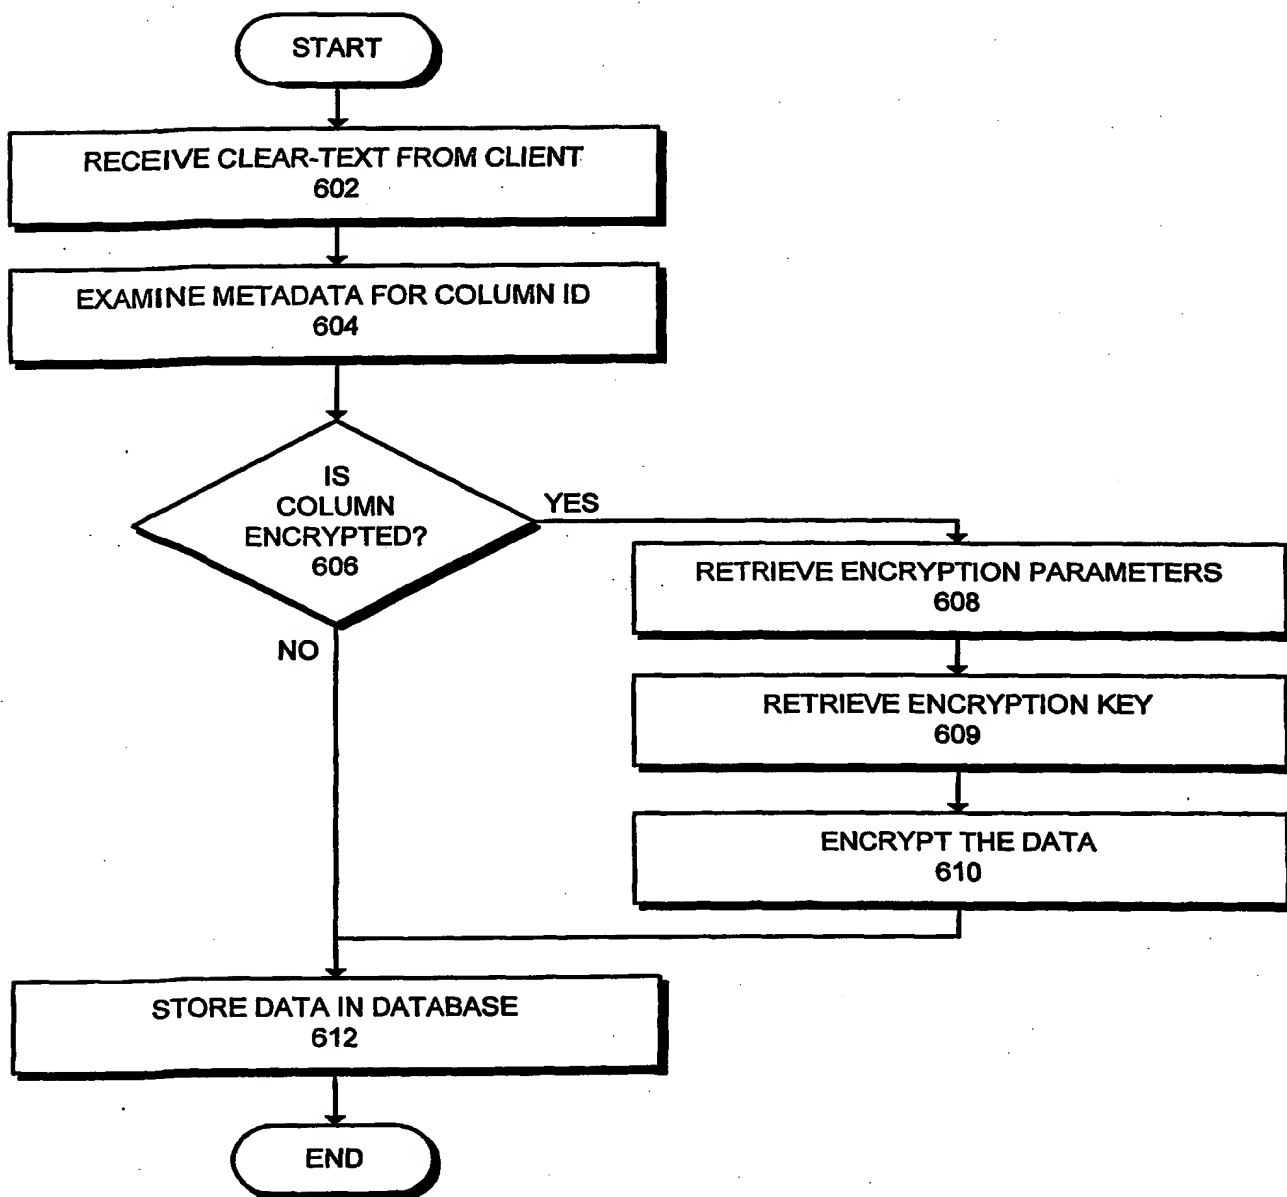 START
RECEIVE CLEAR-TEXT FROM CLIENT
602
EXAMINE METADATA FOR COLUMN ID
604
IS
COLUMN
ENCRYPTED?
606
YES
NO
RETRIEVE ENCRYPTION PARAMETERS
608
RETRIEVE ENCRYPTION KEY
609
ENCRYPT THE DATA
610
STORE DATA IN DATABASE
612
END